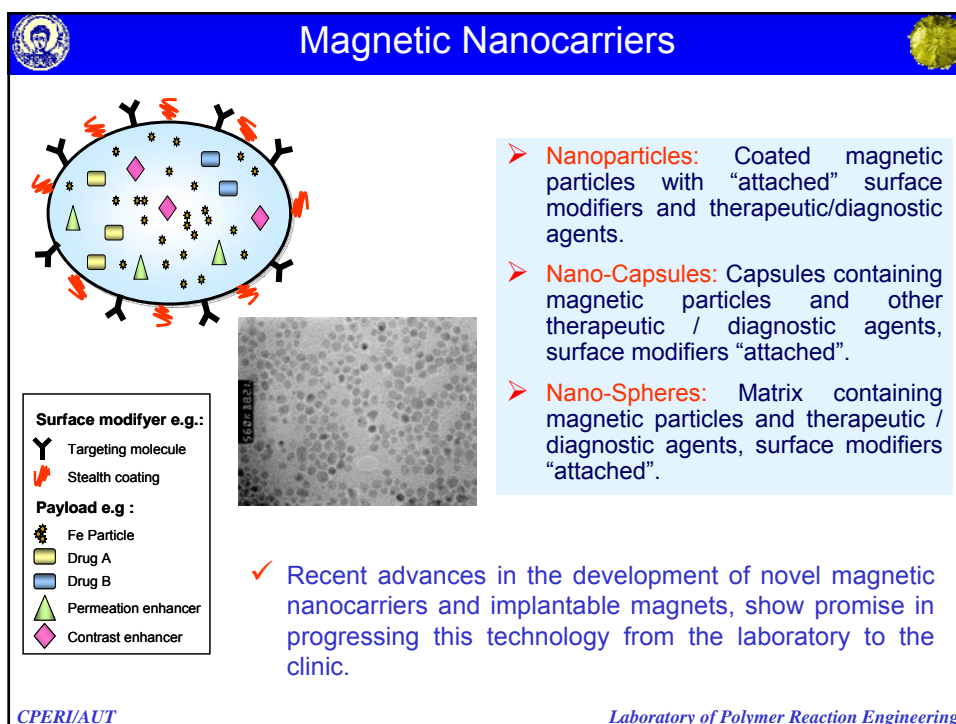 Magnetic Nanocarriers
➢ Nanoparticles: Coated magnetic
particles with “attached” surface
modifiers and therapeutic/diagnostic
agents.
➢ Nano-Capsules: Capsules containing
magnetic particles and other
therapeutic / diagnostic agents,
surface modifiers “attached”.
➢ Nano-Spheres: Matrix containing
magnetic particles and therapeutic /
diagnostic agents, surface modifiers
“attached”.
Surface modifyer e.g.:
Targeting molecule
Stealth coating
Payload e.g :
Fe Particle
Drug A
Drug B
Permeation enhancer
Contrast enhancer
✓ Recent advances in the development of novel magnetic
nanocarriers and implantable magnets, show promise in
progressing this technology from the laboratory to the
clinic.
CPERI/AUT
Laboratory of Polymer Reaction Engineering